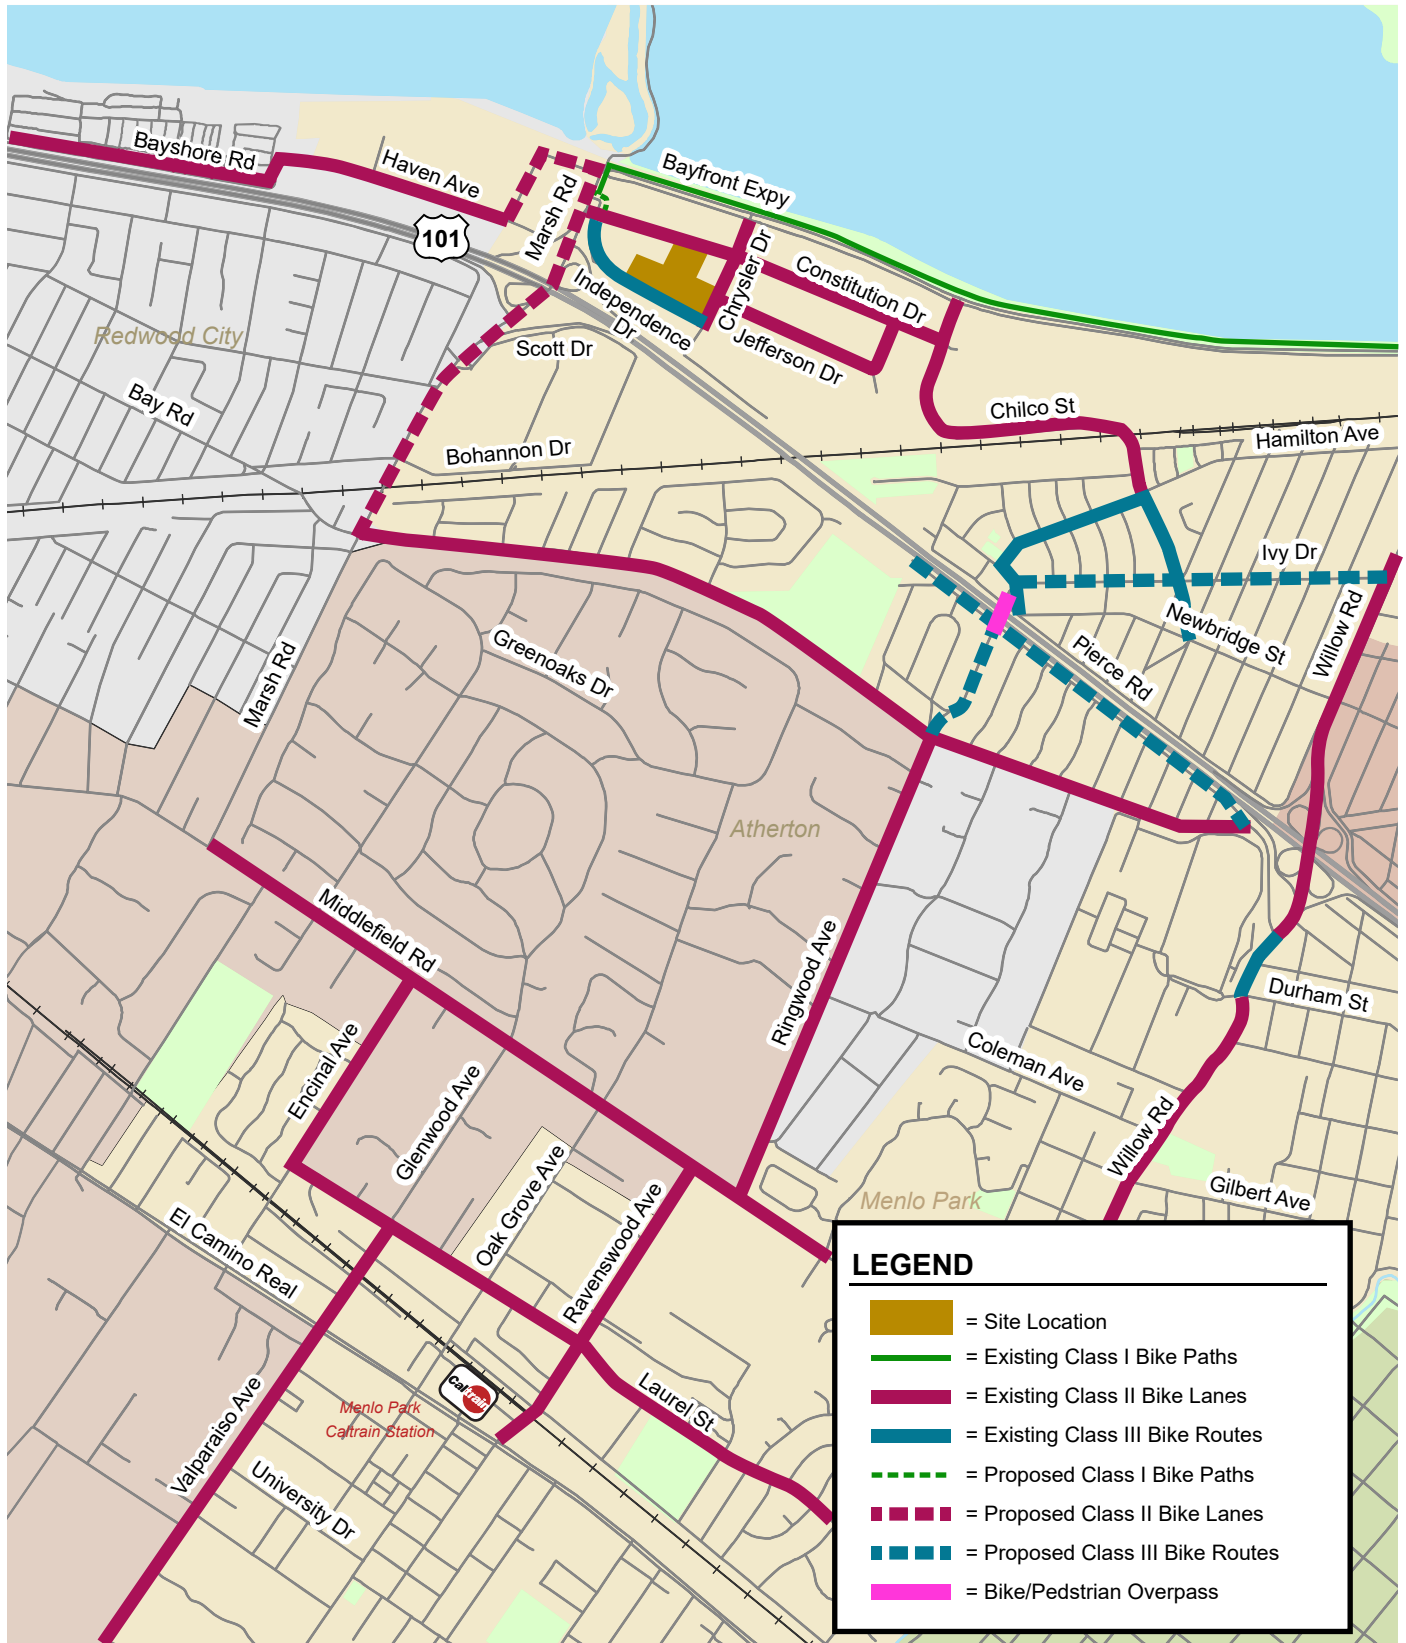 Bayshore Rd
Haven Ave
Marsh Rd
Bayfront Expy
101
Independence
Dr
Chrysler Dr
Constitution Dr
Jefferson Dr
Redwood City
Scott Dr
Bay Rd
Chilco St
Hamilton Ave
Bohannon Dr
Ivy Dr
Newbridge St
Willow Rd
Pierce Rd
Greenoaks Dr
Marsh Rd
Atherton
Middlefield Rd
Ringwood Ave
Durham St
Coleman Ave
Encinal Ave
Glenwood Ave
Willow Rd
Oak Grove Ave
Ravenswood Ave
Menlo Park
Gilbert Ave
El Camino Real
Valparaiso Ave
Caltrain
Menlo Park
Caltrain Station
Laurel St
University Dr
LEGEND
= Site Location
= Existing Class I Bike Paths
= Existing Class II Bike Lanes
= Existing Class III Bike Routes
= Proposed Class I Bike Paths
= Proposed Class II Bike Lanes
= Proposed Class III Bike Routes
= Bike/Pedstrian Overpass